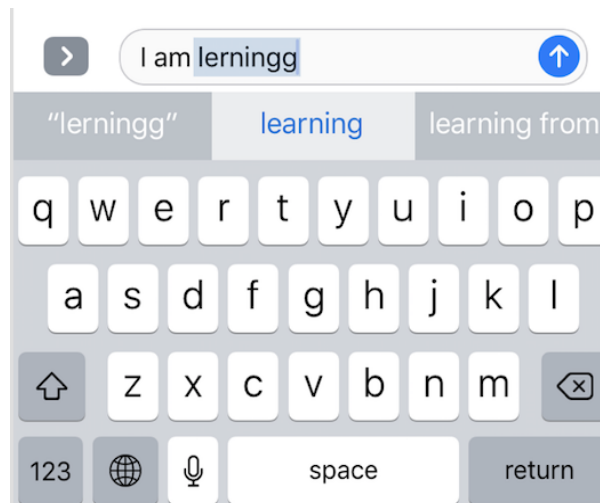 I am lerningg
“lerningg” learning learning from
q w e r t y u i o p
a s d f g h j k l
z x c v b n m
123 space return